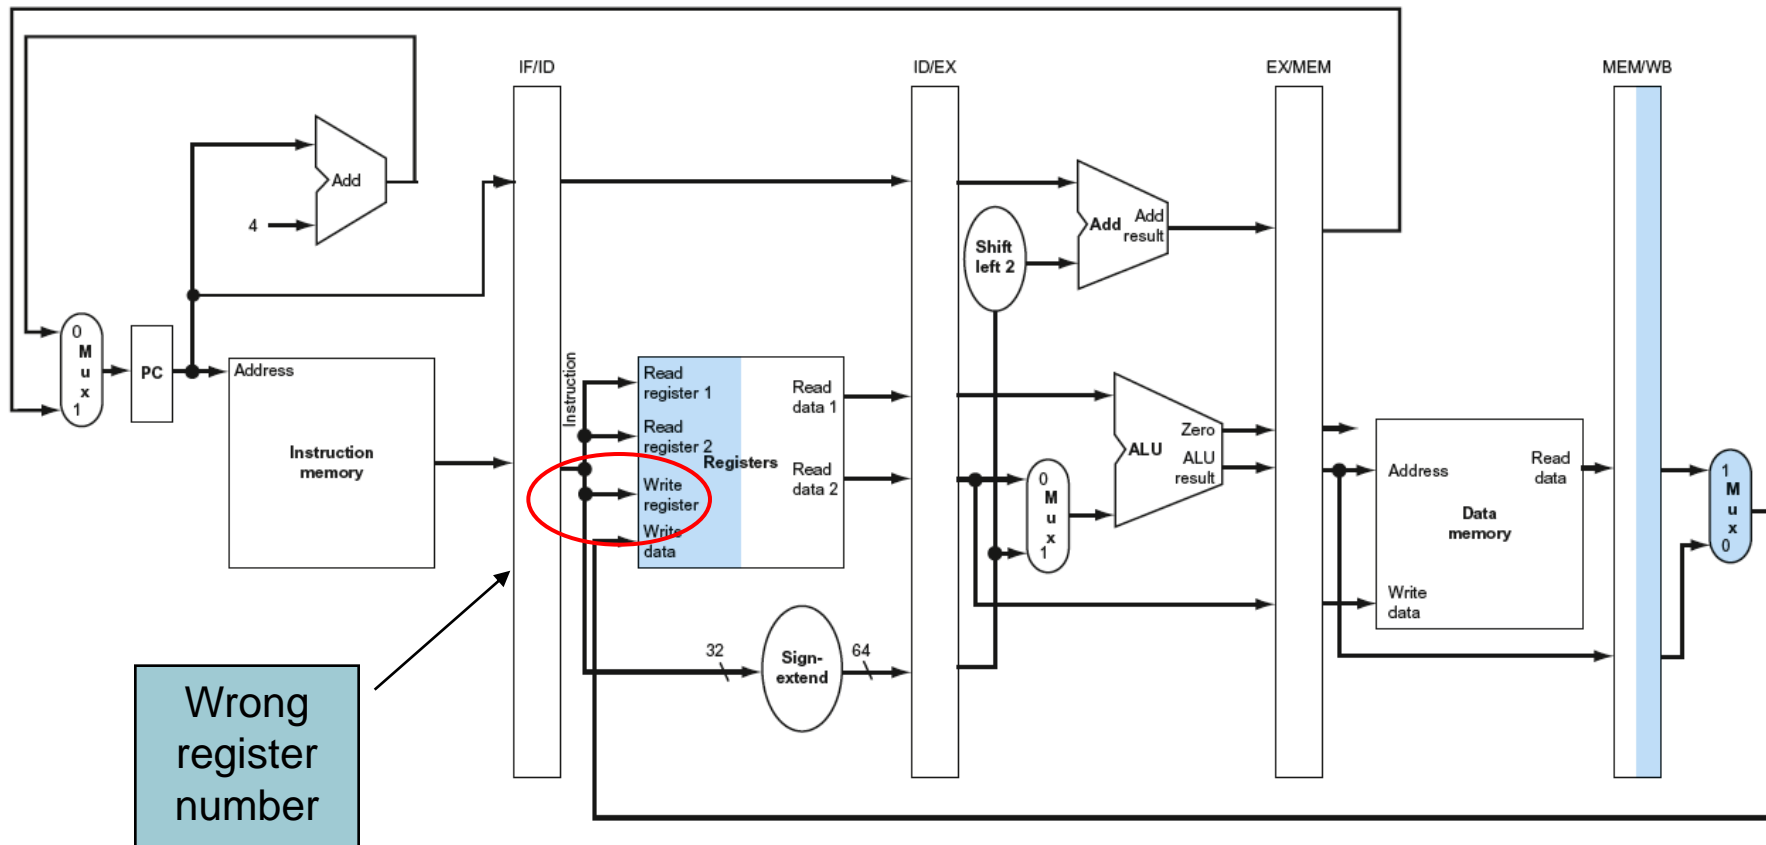 IF/ID
ID/EX
EX/MEM
MEM/WB
Add
4
Add
Add
result
Shift
left 2
0
M
u
x
1
PC
Address
Instruction
memory
Instruction
Read
register 1
Read
register 2
Write
register
Write
data
Registers
Read
data 1
Read
data 2
0
M
u
x
1
Zero
ALU
ALU
result
Address
Read
data
Data
memory
Write
data
1
M
u
x
0
32
Sign-
extend
64
Wrong
register
number